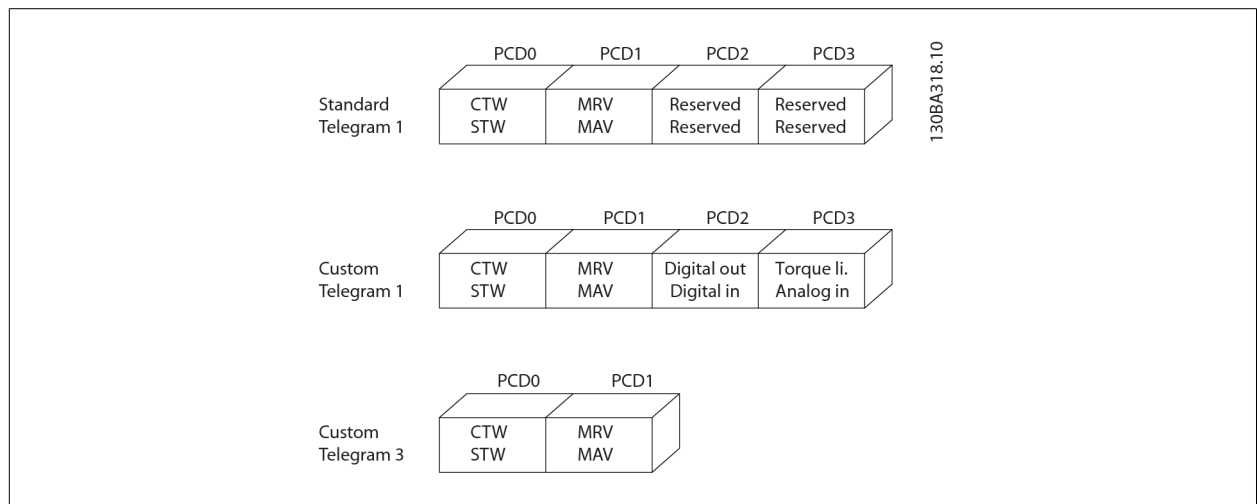 PCD0 PCD1 PCD2 PCD3
Standard Telegram 1
CTW MRV Reserved Reserved
STW MAV Reserved Reserved
130BA318.10
PCD0 PCD1 PCD2 PCD3
Custom Telegram 1
CTW MRV Digital out Torque li.
STW MAV Digital in Analog in
PCD0 PCD1
Custom Telegram 3
CTW MRV
STW MAV